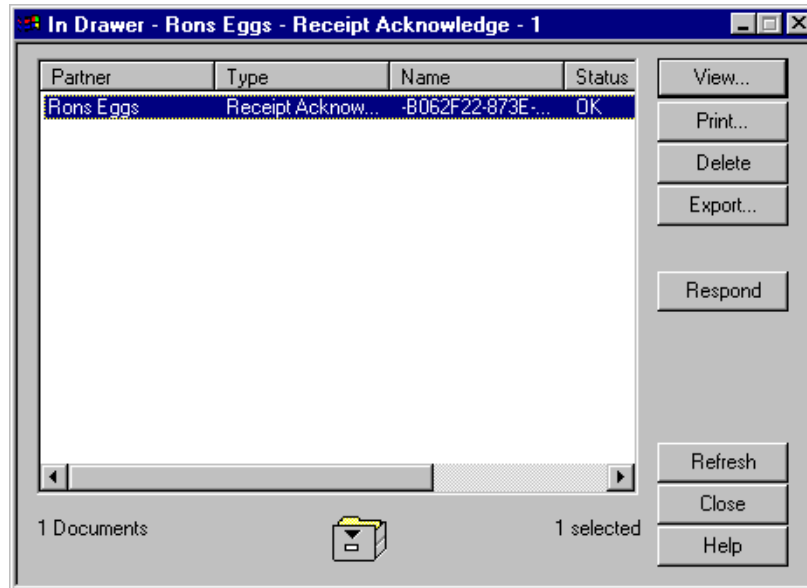 In Drawer - Rons Eggs - Receipt Acknowledge - 1
Partner Type Name Status
Rons Eggs Receipt Acknow... -B062F22-873E-... OK
View...
Print...
Delete
Export...
Respond
Refresh
Close
Help
1 Documents 1 selected